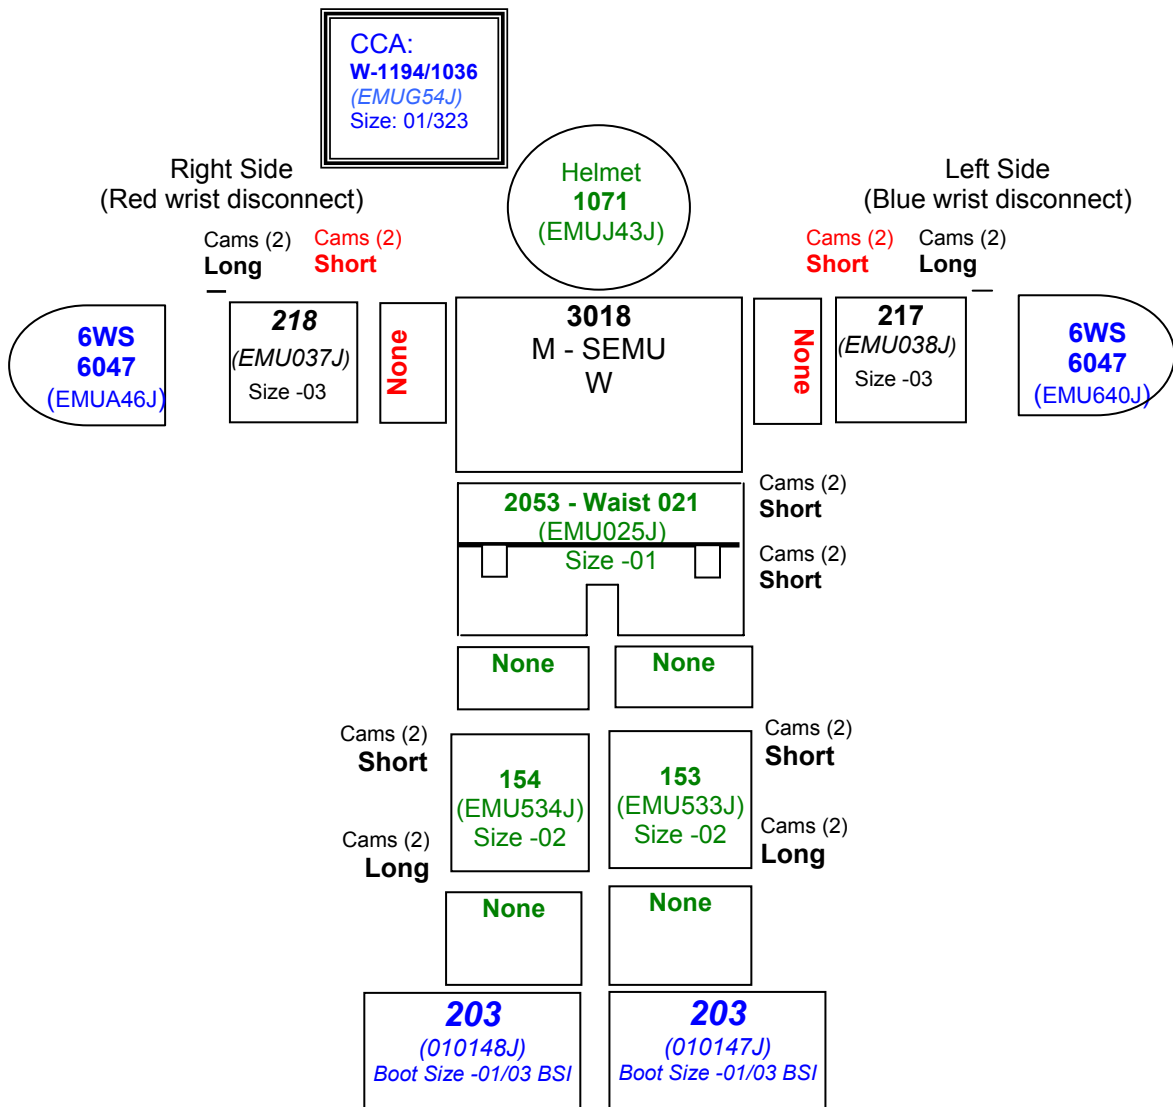 CCA:
W-1194/1036
(EMUG54J)
Size: 01/323
Right Side
(Red wrist disconnect)
Helmet
1071
(EMUJ43J)
Left Side
(Blue wrist disconnect)
Cams (2)
Long
Cams (2)
Short
Cams (2)
Short
Cams (2)
Long
6WS
6047
(EMUA46J)
218
(EMU037J)
Size -03
None
3018
M - SEMU
W
None
217
(EMU038J)
Size -03
6WS
6047
(EMU640J)
2053 - Waist 021
(EMU025J)
Size -01
Cams (2)
Short
Cams (2)
Short
None
None
Cams (2)
Short
Cams (2)
Long
154
(EMU534J)
Size -02
153
(EMU533J)
Size -02
Cams (2)
Short
Cams (2)
Long
None
None
203
(010148J)
Boot Size -01/03 BSI
203
(010147J)
Boot Size -01/03 BSI